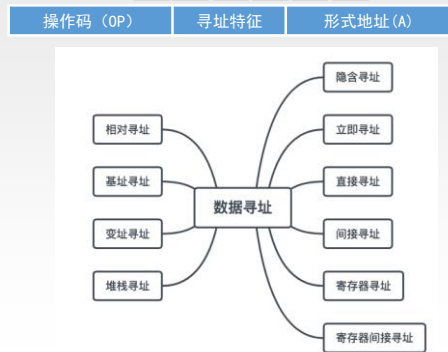 操作码（OP） 寻址特征 形式地址(A)
隐含寻址
相对寻址
立即寻址
基址寻址
直接寻址
数据寻址
变址寻址
间接寻址
堆栈寻址
寄存器寻址
寄存器间接寻址